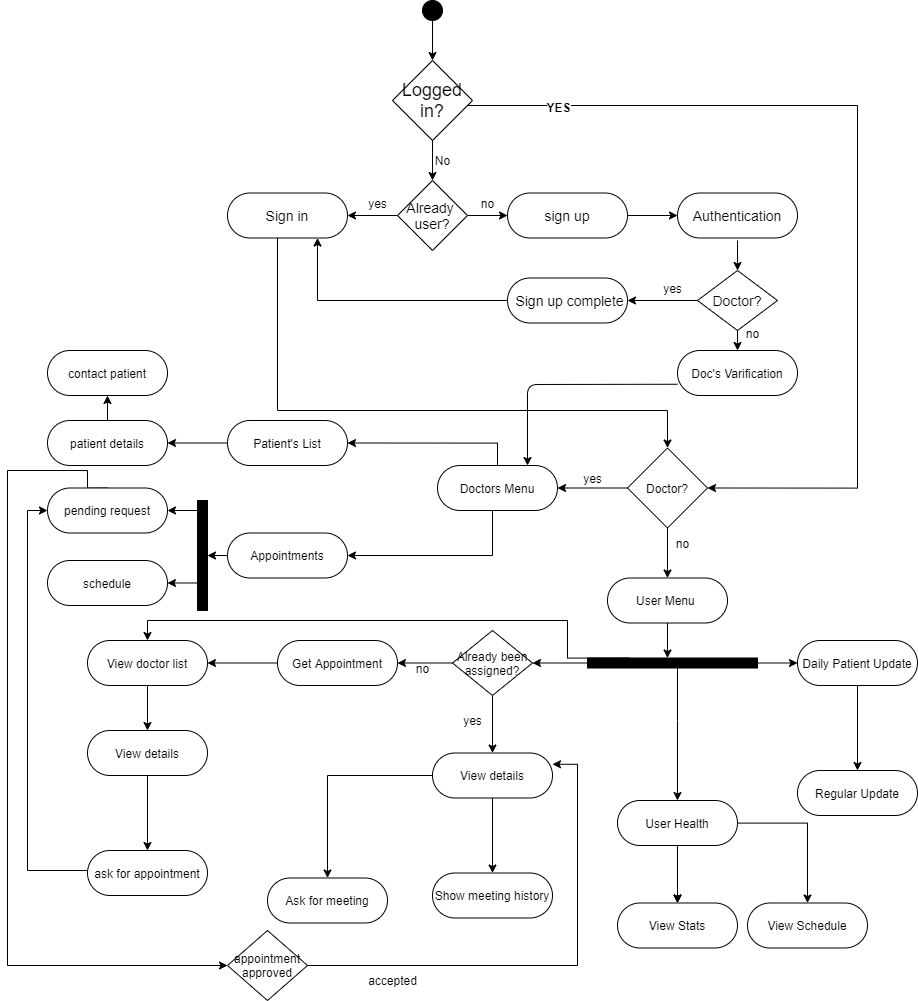 Logged
in?
YES
No
Sign in
yes
Already
user?
no
sign up
Authentication
Sign up complete
yes
Doctor?
no
contact patient
Doc's Varification
patient details
Patient's List
Doctors Menu
yes
Doctor?
pending request
no
Appointments
schedule
User Menu
View doctor list
Get Appointment
no
Already been
assigned?
Daily Patient Update
yes
View details
View details
Regular Update
User Health
ask for appointment
Ask for meeting
Show meeting history
View Stats
View Schedule
appointment
approved
accepted